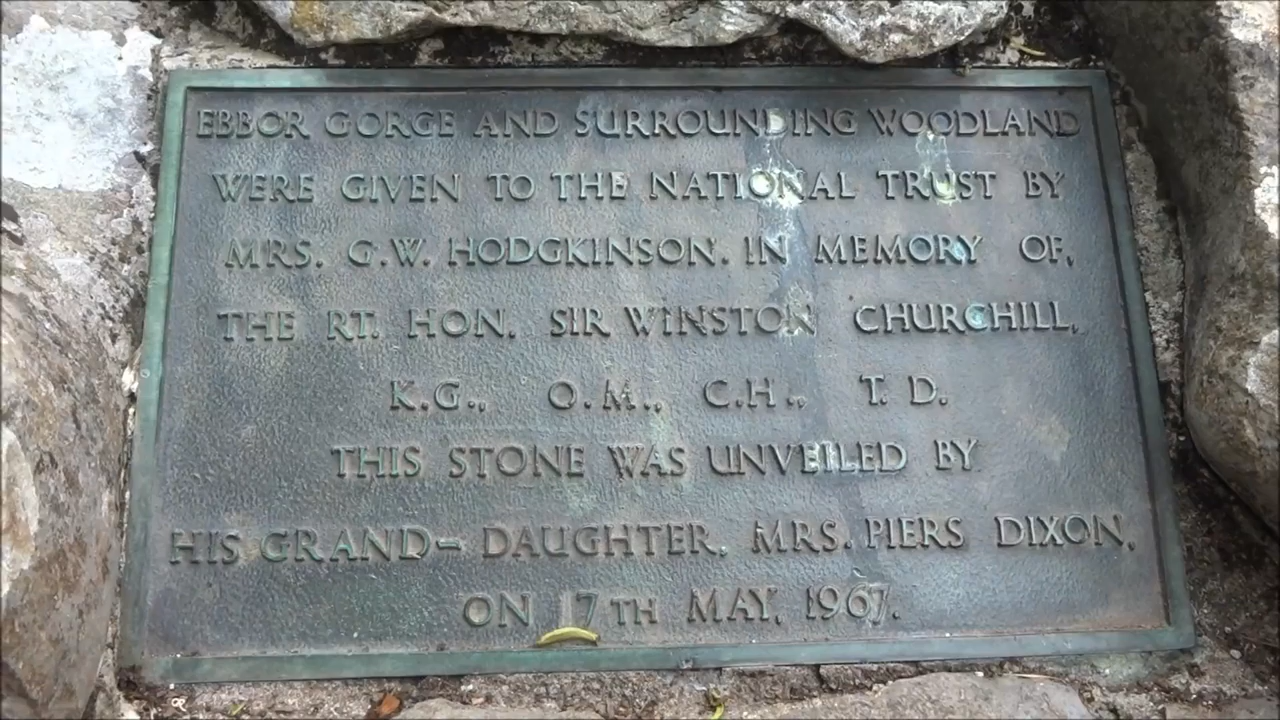 EBBOR GORGE AND SURROUNDING WOODLAND
WERE GIVEN TO THE NATIONAL TRUST BY
MRS. G.W. HODGKINSON. IN MEMORY OF,
THE RT. HON. SIR WINSTON CHURCHILL,
K.G., O.M., C.H., T.D.
THIS STONE WAS UNVEILED BY
HIS GRAND- DAUGHTER, MRS. PIERS DIXON,
ON 17TH MAY, 1967.